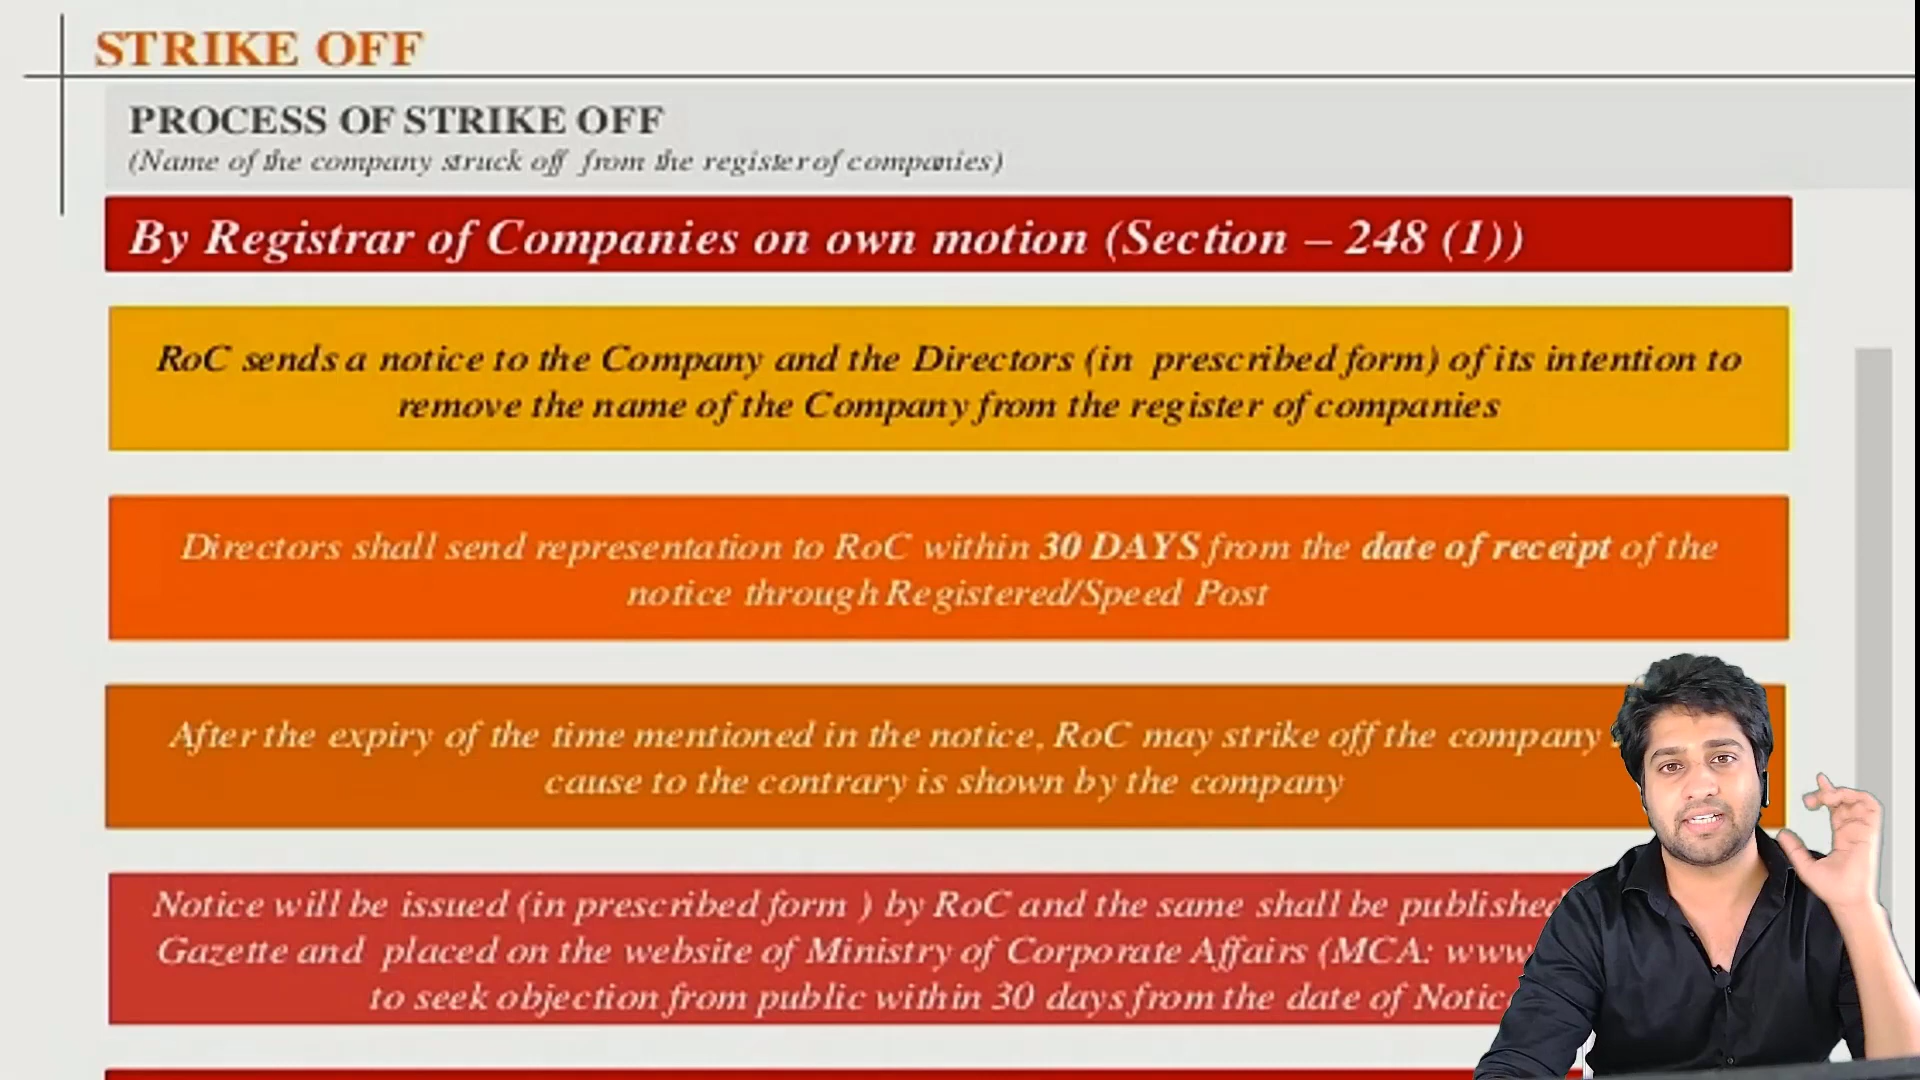 STRIKE OFF
PROCESS OF STRIKE OFF
(Name of the company struck off from the register of companies)
By Registrar of Companies on own motion (Section – 248 (1))
RoC sends a notice to the Company and the Directors (in prescribed form) of its intention to
remove the name of the Company from the register of companies
Directors shall send representation to RoC within 30 DAYS from the date of receipt of the
notice through Registered/Speed Post
After the expiry of the time mentioned in the notice, RoC may strike off the company
cause to the contrary is shown by the company
Notice will be issued (in prescribed form ) by RoC and the same shall be published
Gazette and placed on the website of Ministry of Corporate Affairs (MCA: www
to seek objection from public within 30 days from the date of Notice